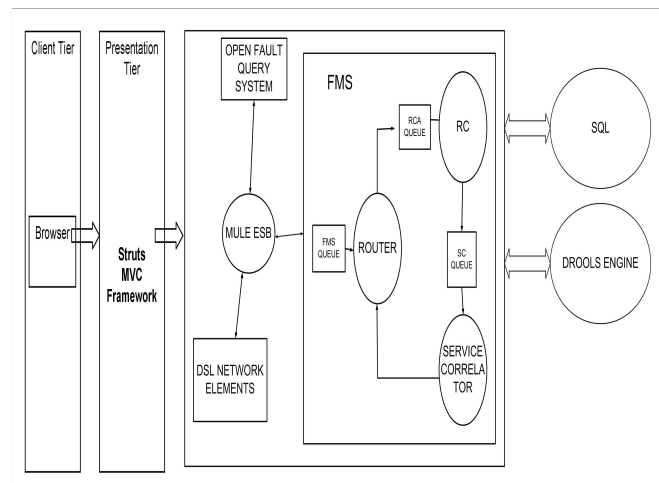 Client Tier
Browser
Presentation
Tier
Struts
MVC
Framework
OPEN FAULT
QUERY
SYSTEM
MULE ESB
DSL NETWORK
ELEMENTS
FMS
FMS
QUEUE
ROUTER
RCA
QUEUE
RC
SC
QUEUE
SERVICE
CORRELA
TOR
SQL
DROOLS ENGINE